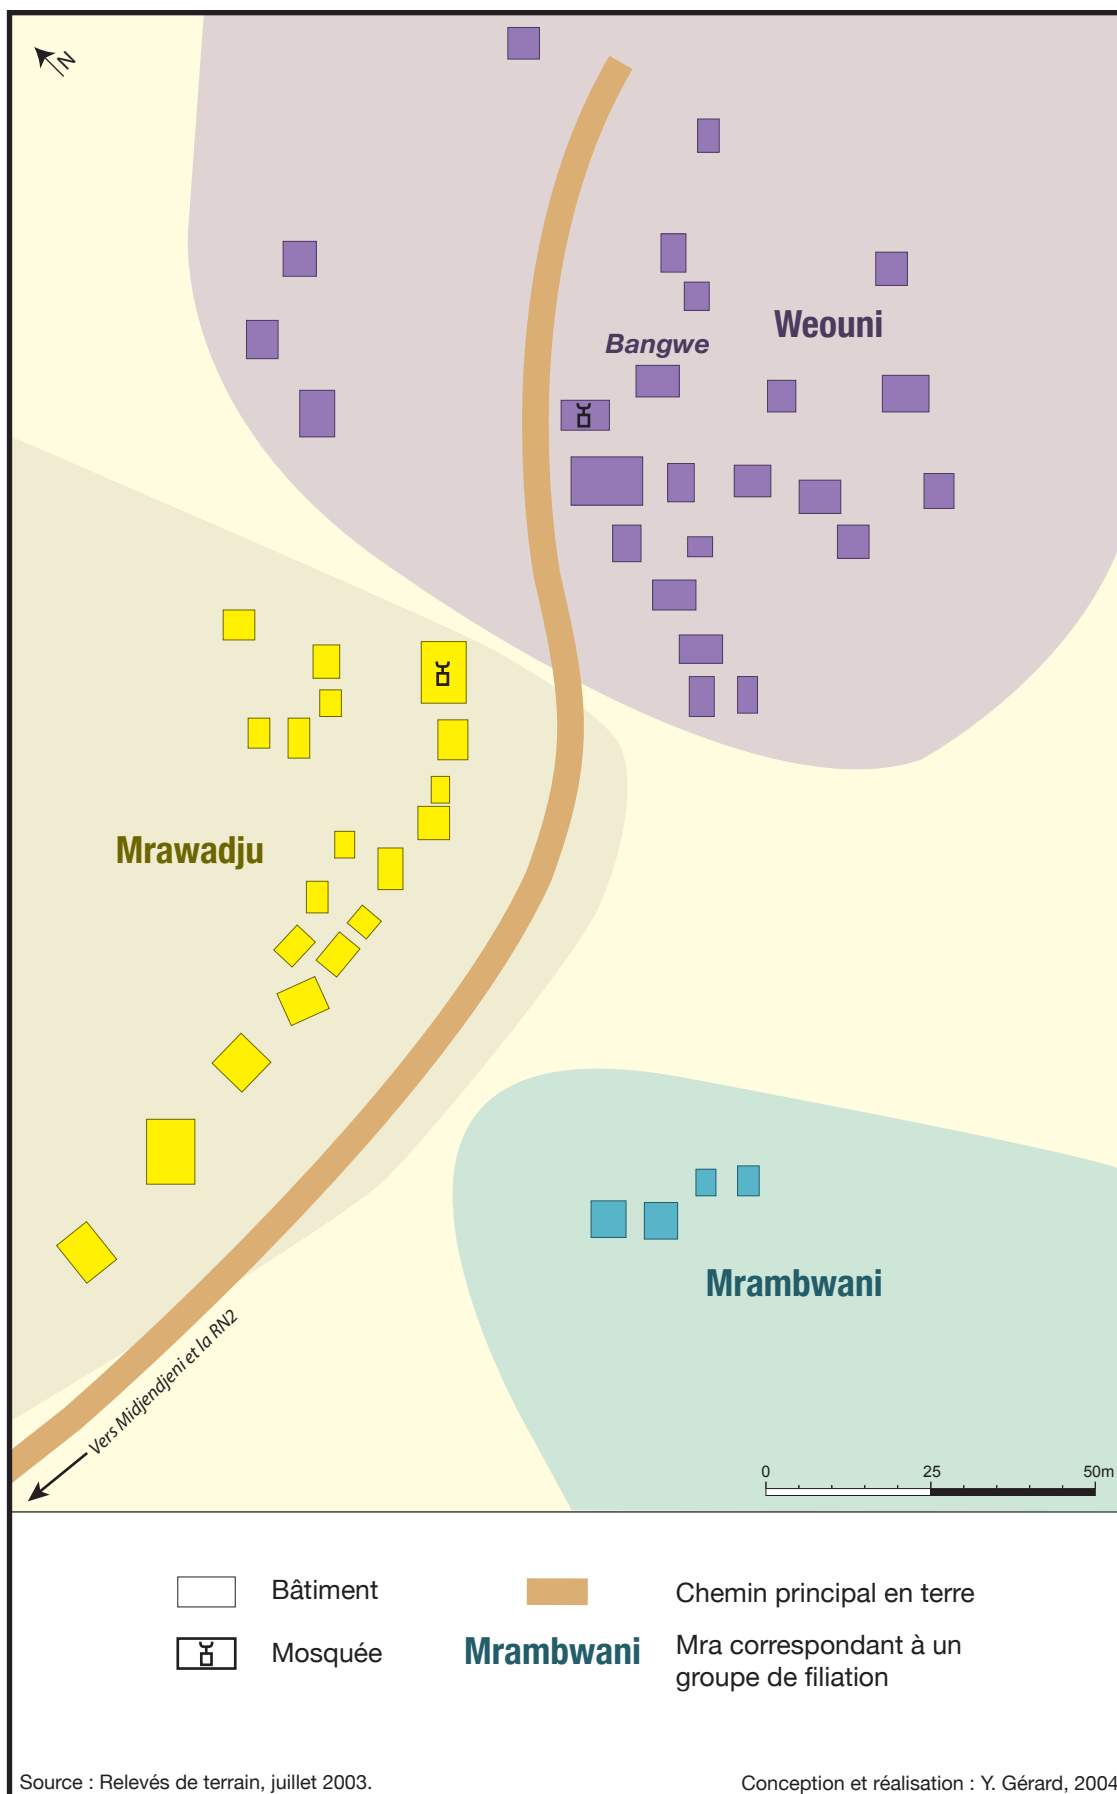 N
Weouni
Bangwe
Mrawadju
Mrambwani
Vers Midjendjeni et la RN2
0 25 50m
Bâtiment
Chemin principal en terre
Mosquée
Mrambwani
Mra correspondant à un
groupe de filiation
Source : Relevés de terrain, juillet 2003.
Conception et réalisation : Y. Gérard, 2004